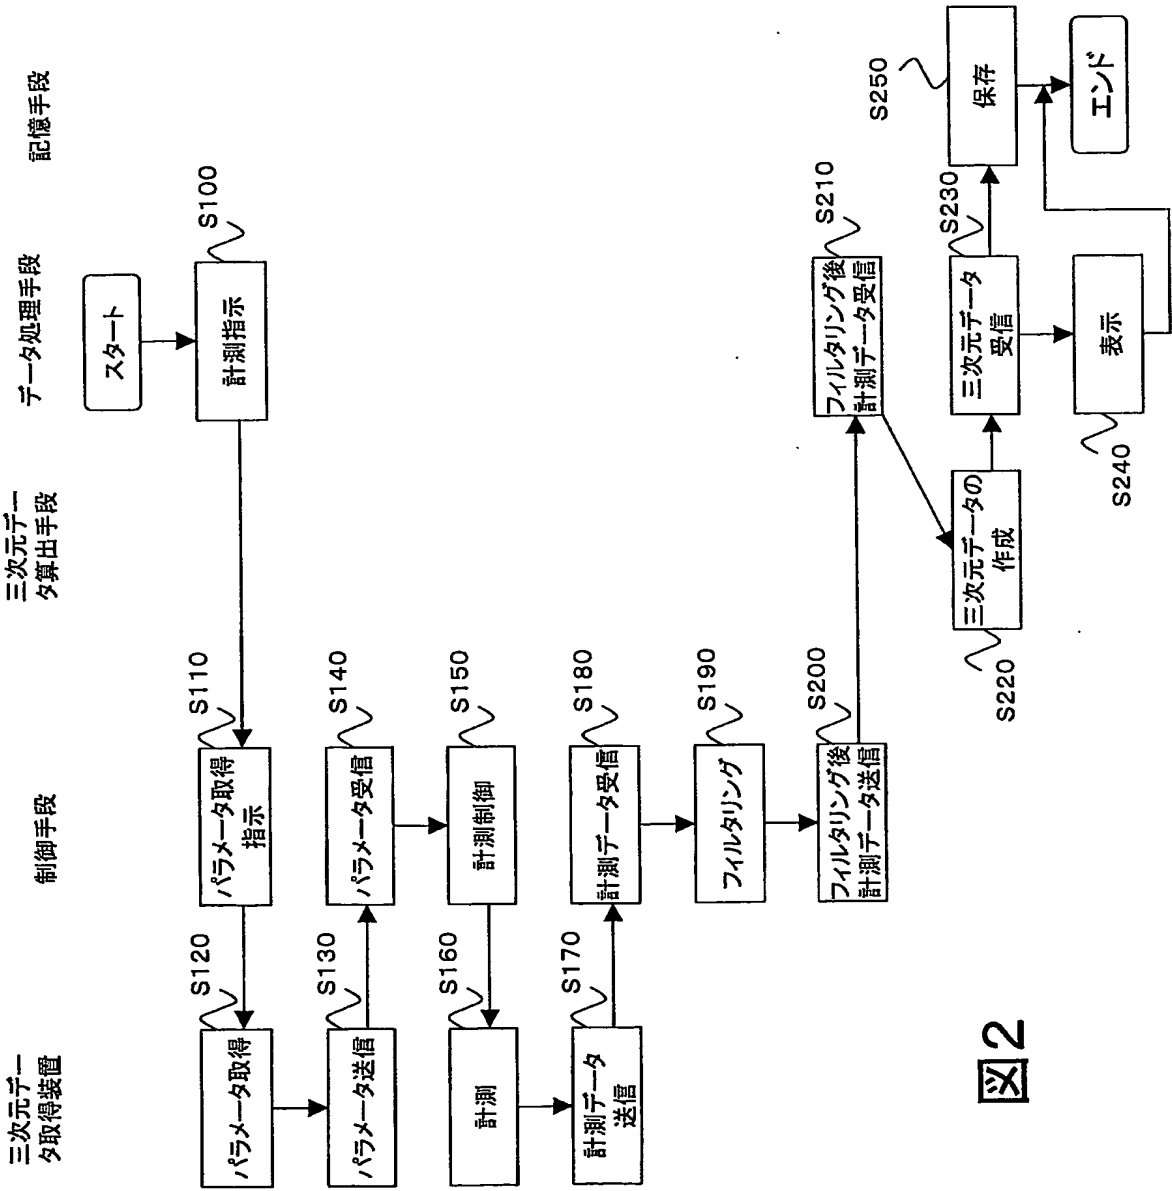 三次元デー
タ取得装置
制御手段
三次元デー
タ算出手段
データ処理手段
記憶手段
スタート
計測指示
S100
パラメータ取得
指示
S110
パラメータ取得
S120
パラメータ送信
S130
パラメータ受信
S140
計測制御
S150
計測
S160
計測データ
送信
S170
計測データ受信
S180
フィルタリング
S190
フィルタリング後
計測データ送信
S200
フィルタリング後
計測データ受信
S210
三次元データの
作成
S220
三次元データ
受信
S230
表示
S240
保存
S250
エンド
図2